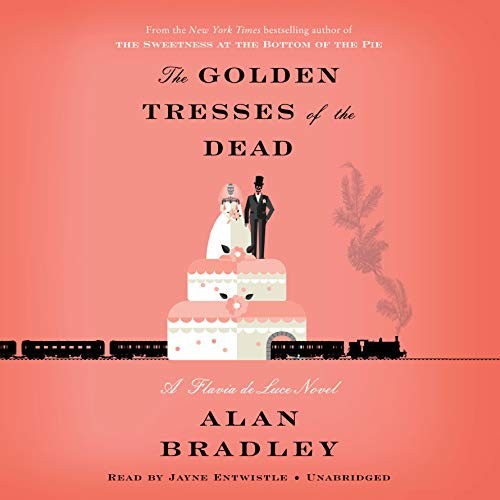 From the New York Times bestselling author of
THE SWEETNESS AT THE BOTTOM OF THE PIE
The GOLDEN
TRESSES of the
DEAD
A Flavia de Luce Novel
ALAN
BRADLEY
READ BY JAYNE ENTWISTLE • UNABRIDGED